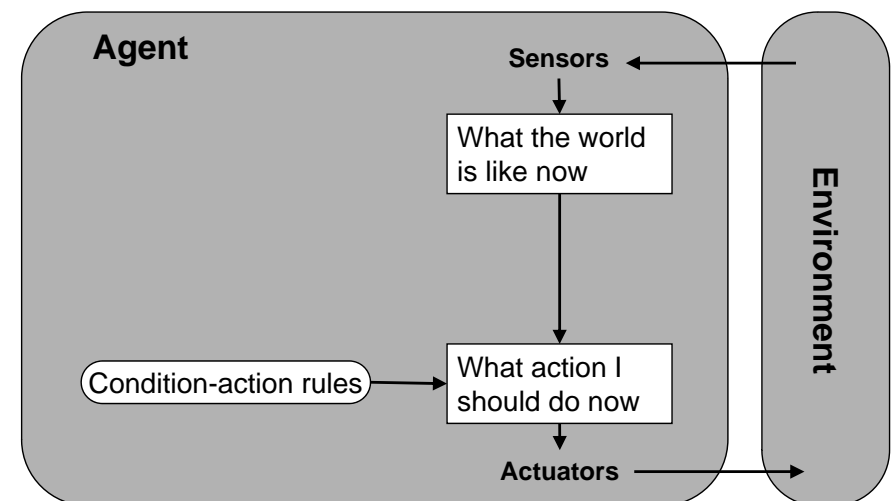 Agent
Sensors
What the world
is like now
Environment
Condition-action rules
What action I
should do now
Actuators